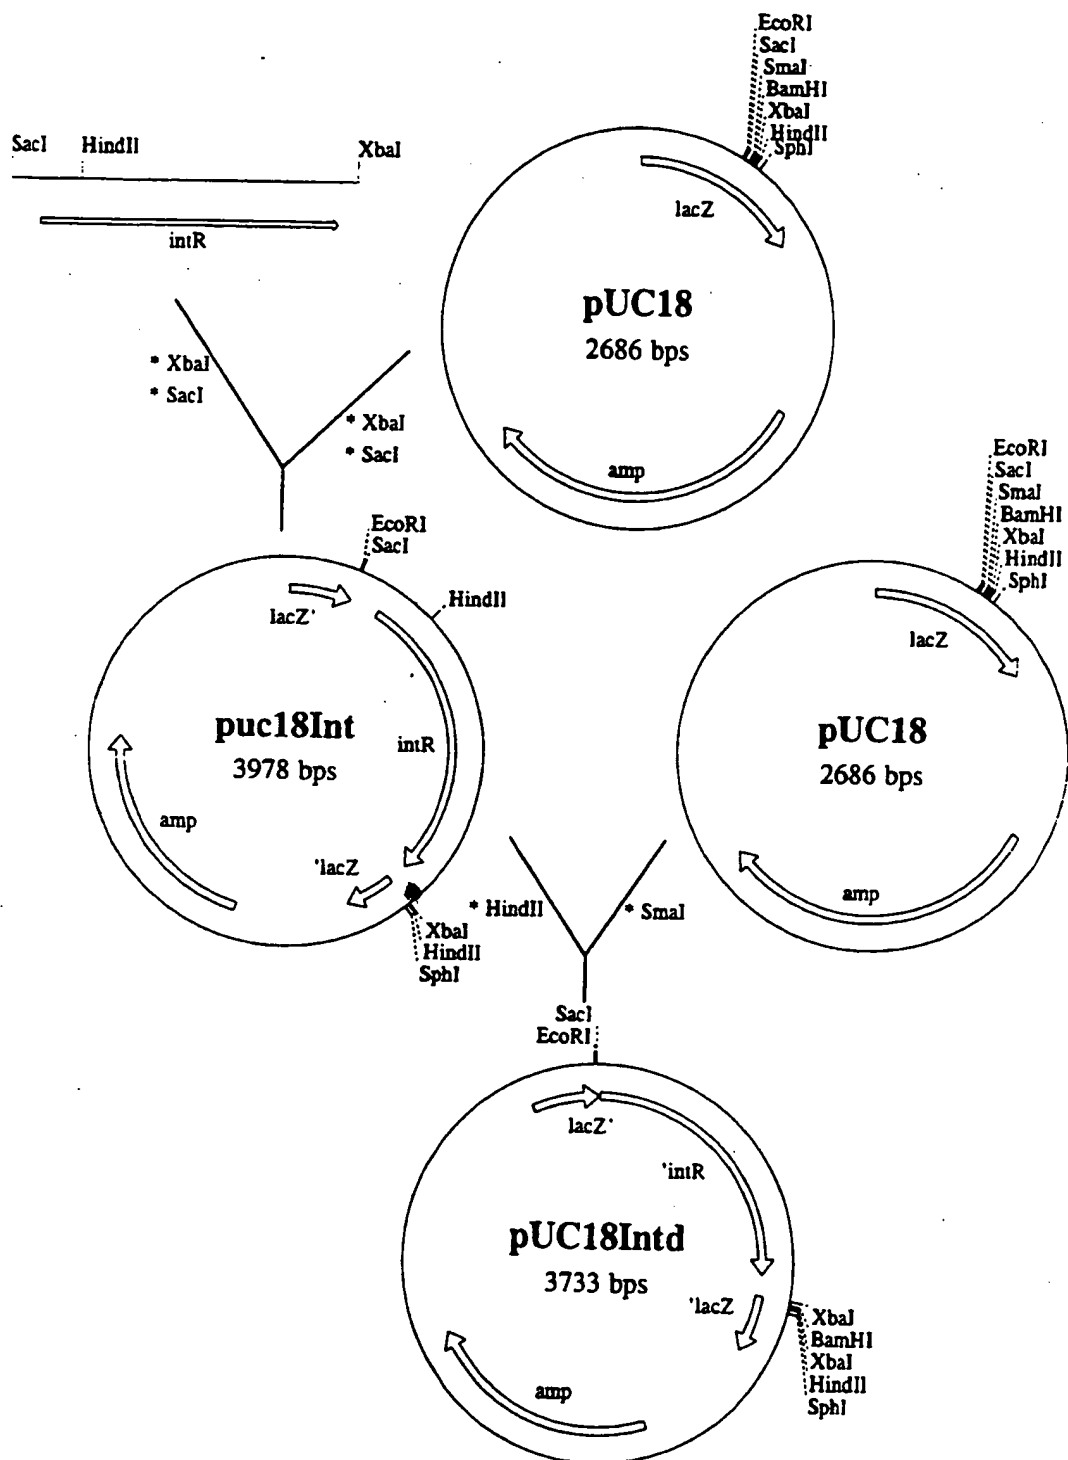 EcoRI
SacI
SmaI
BamHI
XbaI
HindII
SphI
SacI HindII XbaI
intR
lacZ
pUC18
2686 bps
amp
* XbaI
* SacI
* XbaI
* SacI
EcoRI
SacI
HindII
lacZ'
intR
puc18Int
3978 bps
amp
'lacZ
XbaI
HindII
SphI
EcoRI
SacI
SmaI
BamHI
XbaI
HindII
SphI
lacZ
pUC18
2686 bps
amp
* HindII
* SmaI
SacI
EcoRI
lacZ'
'intR
pUC18Intd
3733 bps
'lacZ
amp
XbaI
BamHI
XbaI
HindII
SphI